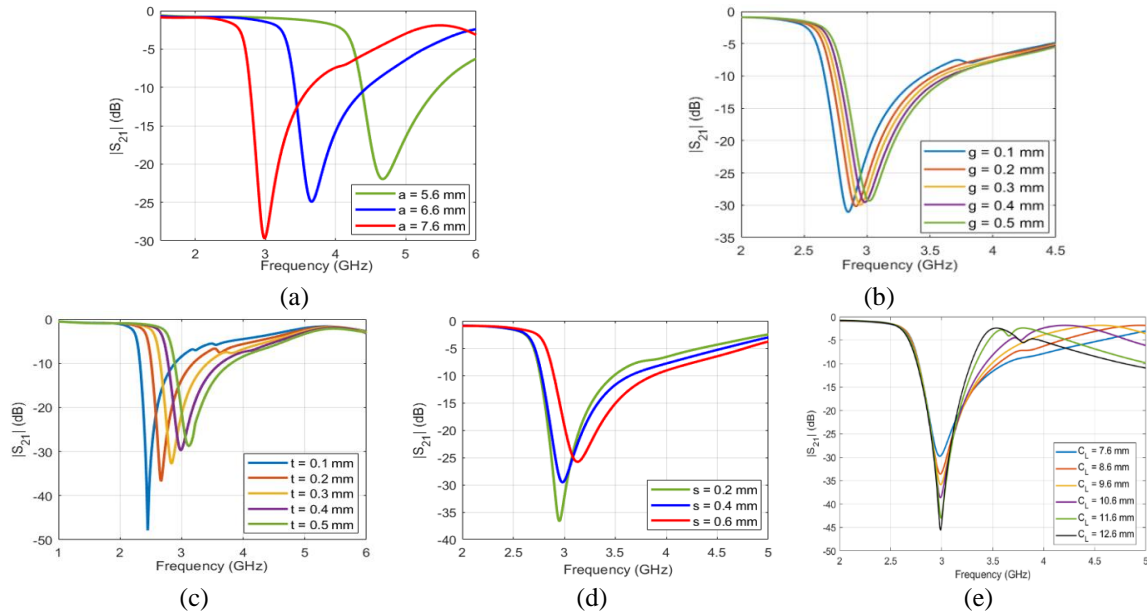 0
-5
-10
-15
-20
-25
-30
|S21| (dB)
2 3 4 5 6
Frequency (GHz)
a = 5.6 mm
a = 6.6 mm
a = 7.6 mm
(a)
0
-5
-10
-15
-20
-25
-30
-35
|S21| (dB)
2 2.5 3 3.5 4 4.5
Frequency (GHz)
g = 0.1 mm
g = 0.2 mm
g = 0.3 mm
g = 0.4 mm
g = 0.5 mm
(b)
0
-10
-20
-30
-40
-50
|S21| (dB)
1 2 3 4 5 6
Frequency (GHz)
t = 0.1 mm
t = 0.2 mm
t = 0.3 mm
t = 0.4 mm
t = 0.5 mm
(c)
0
-5
-10
-15
-20
-25
-30
-35
-40
|S21| (dB)
2 2.5 3 3.5 4 4.5 5
Frequency (GHz)
s = 0.2 mm
s = 0.4 mm
s = 0.6 mm
(d)
0
-5
-10
-15
-20
-25
-30
-35
-40
-45
-50
|S21| (dB)
2 2.5 3 3.5 4 4.5 5
Frequency (GHz)
CL = 7.6 mm
CL = 8.6 mm
CL = 9.6 mm
CL = 10.6 mm
CL = 11.6 mm
CL = 12.6 mm
(e)